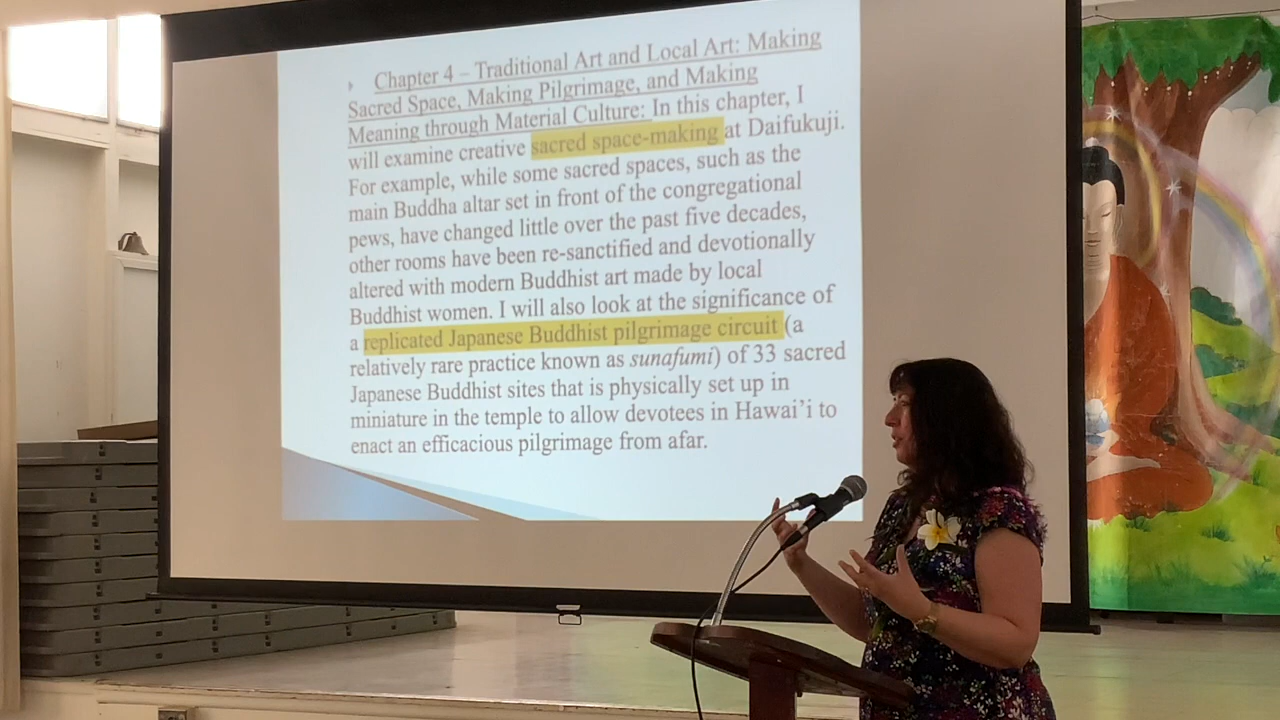 Chapter 4 – Traditional Art and Local Art: Making
Sacred Space, Making Pilgrimage, and Making
Meaning through Material Culture: In this chapter, I
will examine creative sacred space-making at Daifukuji.
For example, while some sacred spaces, such as the
main Buddha altar set in front of the congregational
pews, have changed little over the past five decades,
other rooms have been re-sanctified and devotionally
altered with modern Buddhist art made by local
Buddhist women. I will also look at the significance of
a replicated Japanese Buddhist pilgrimage circuit (a
relatively rare practice known as sunafumi) of 33 sacred
Japanese Buddhist sites that is physically set up in
miniature in the temple to allow devotees in Hawai’i to
enact an efficacious pilgrimage from afar.